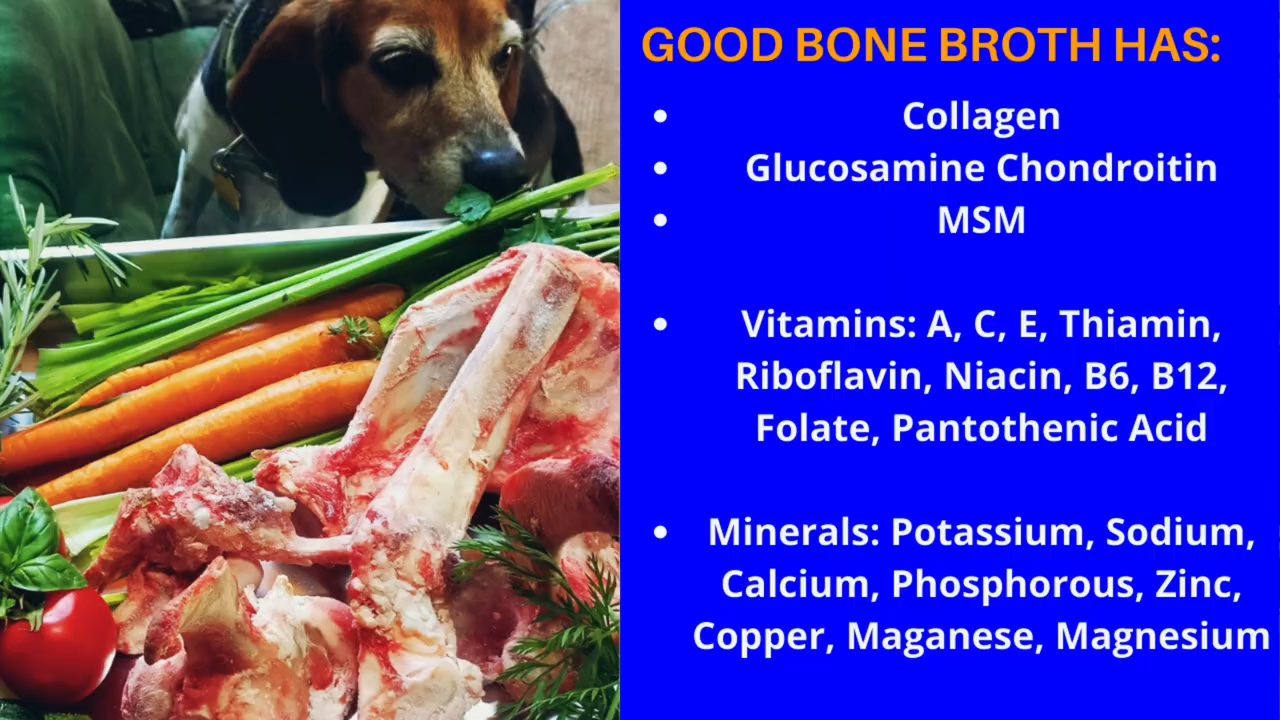 GOOD BONE BROTH HAS:
• Collagen
• Glucosamine Chondroitin
• MSM
• Vitamins: A, C, E, Thiamin,
Riboflavin, Niacin, B6, B12,
Folate, Pantothenic Acid
• Minerals: Potassium, Sodium,
Calcium, Phosphorous, Zinc,
Copper, Maganese, Magnesium